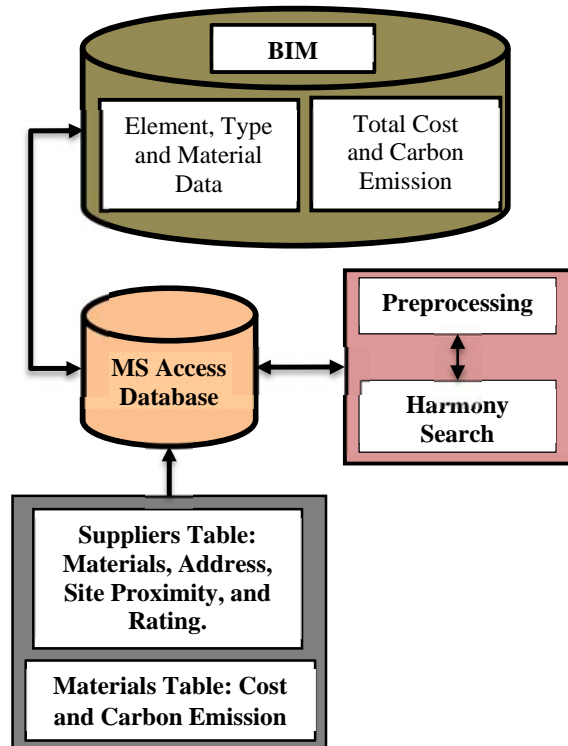 BIM
Element, Type
and Material
Data
Total Cost
and Carbon
Emission
Preprocessing
Harmony
Search
MS Access
Database
Suppliers Table:
Materials, Address,
Site Proximity, and
Rating.
Materials Table: Cost
and Carbon Emission